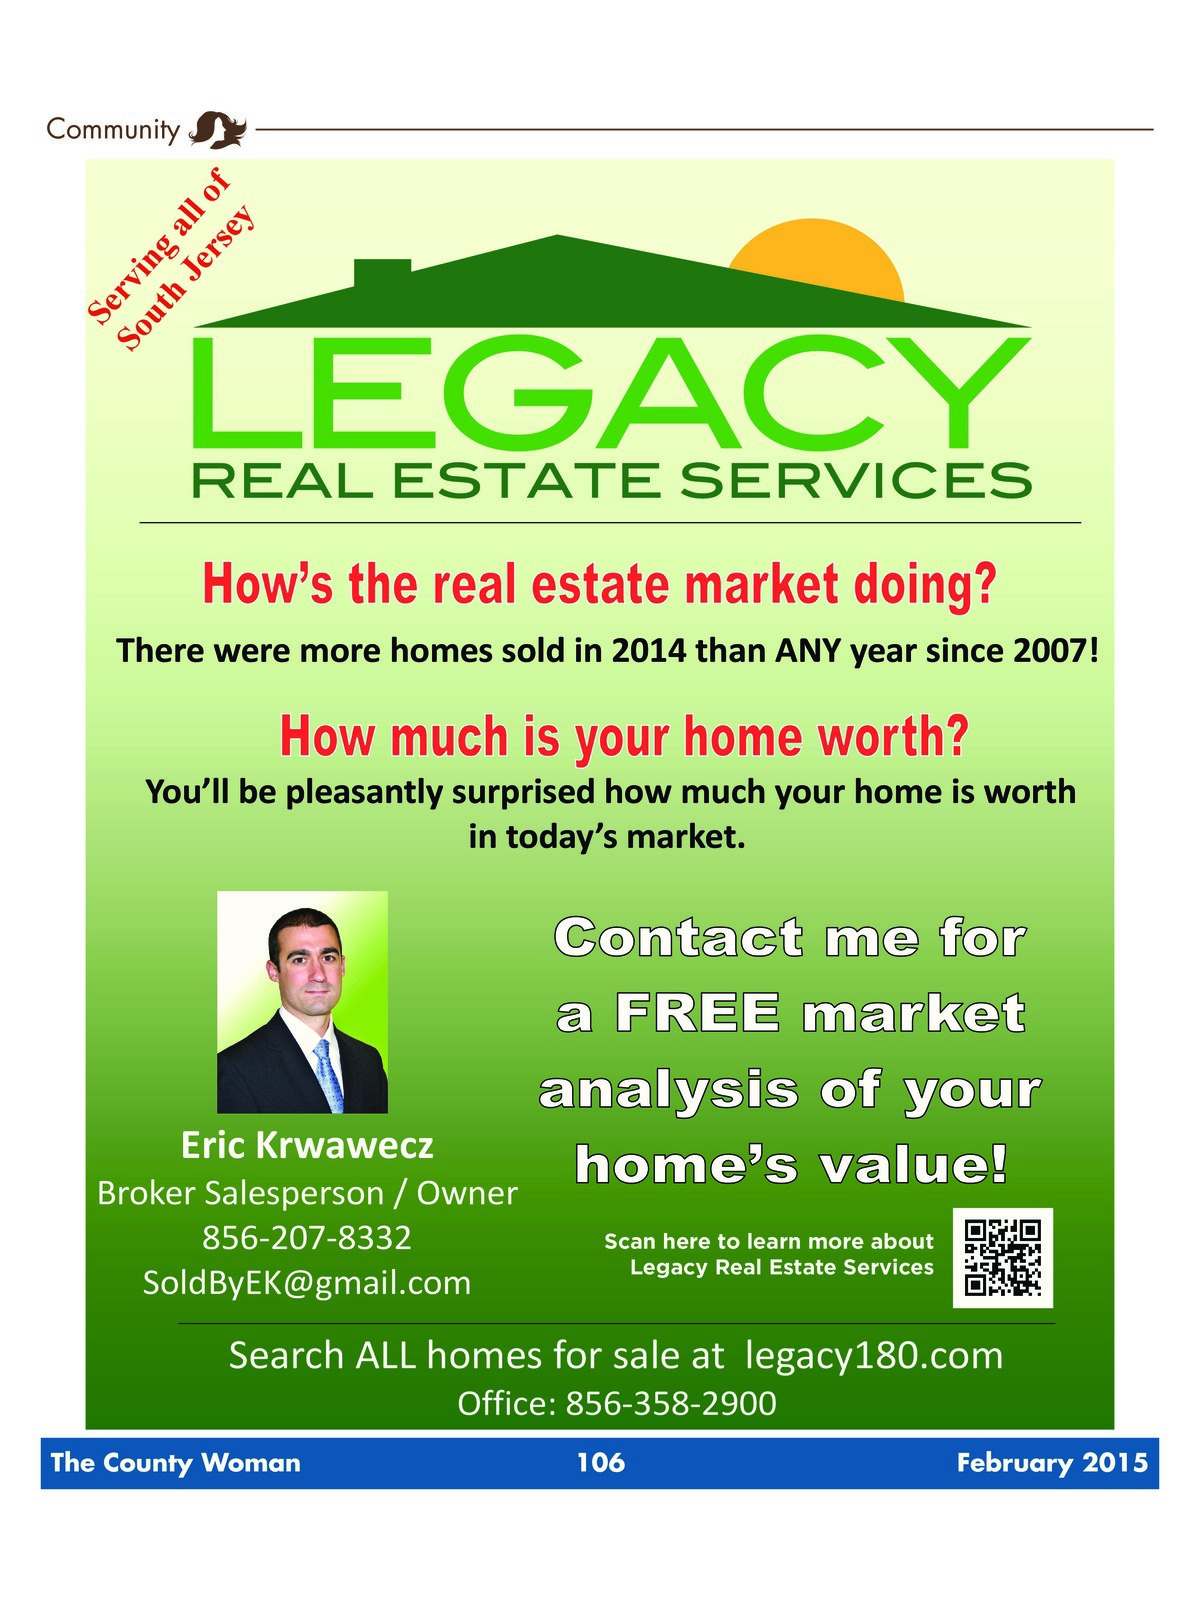 Community
Serving all of
South Jersey
LEGACY
REAL ESTATE SERVICES
How's the real estate market doing?
There were more homes sold in 2014 than ANY year since 2007!
How much is your home worth?
You'll be pleasantly surprised how much your home is worth
in today's market.
Contact me for
a FREE market
analysis of your
home's value!
Eric Krwawecz
Broker Salesperson / Owner
856-207-8332
SoldByEK@gmail.com
Scan here to learn more about
Legacy Real Estate Services
Search ALL homes for sale at legacy180.com
Office: 856-358-2900
The County Woman 106 February 2015